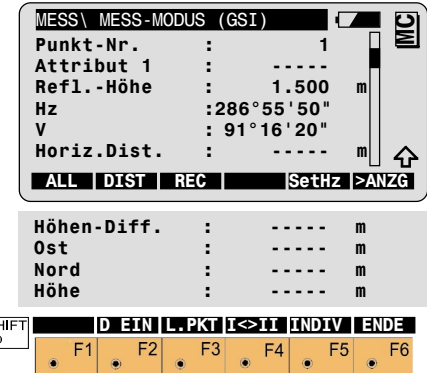 MESS\ MESS-MODUS (GSI) MC
Punkt-Nr. : 1
Attribut 1 : -----
Refl.-Höhe : 1.500 m
Hz :286°55'50"
V : 91°16'20"
Horiz.Dist. : ----- m
ALL DIST REC SetHz >ANZG
Höhen-Diff. : ----- m
Ost : ----- m
Nord : ----- m
Höhe : ----- m
D EIN L.PKT I<>II INDIV ENDE
F1 F2 F3 F4 F5 F6